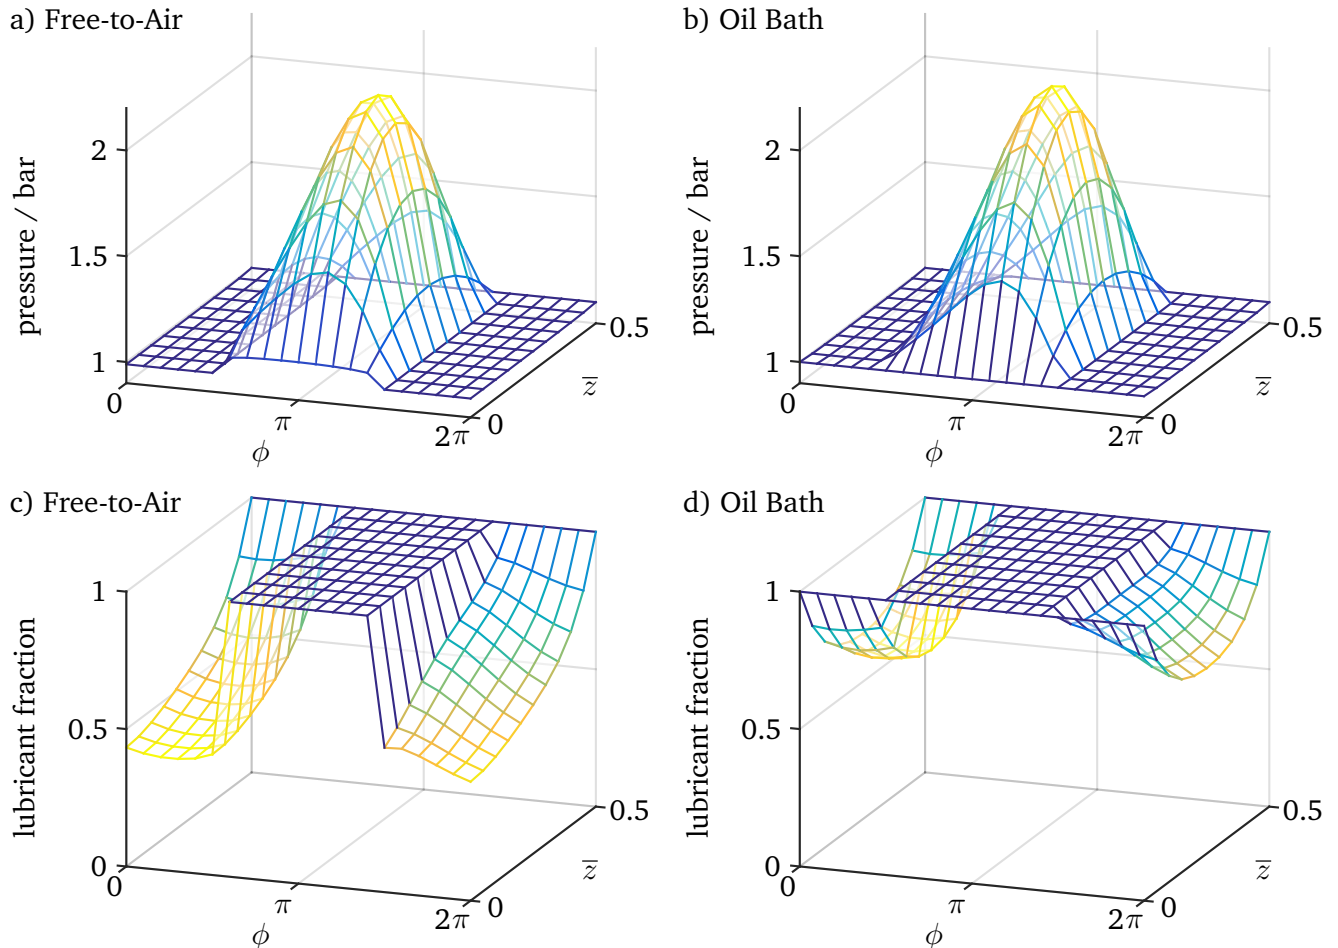 a) Free-to-Air
pressure / bar
2
1.5
1
0
π
2π
ϕ
0
0.5
z̅
b) Oil Bath
pressure / bar
2
1.5
1
0
π
2π
ϕ
0
0.5
z̅
c) Free-to-Air
lubricant fraction
1
0.5
0
0
π
2π
ϕ
0
0.5
z̅
d) Oil Bath
lubricant fraction
1
0.5
0
0
π
2π
ϕ
0
0.5
z̅